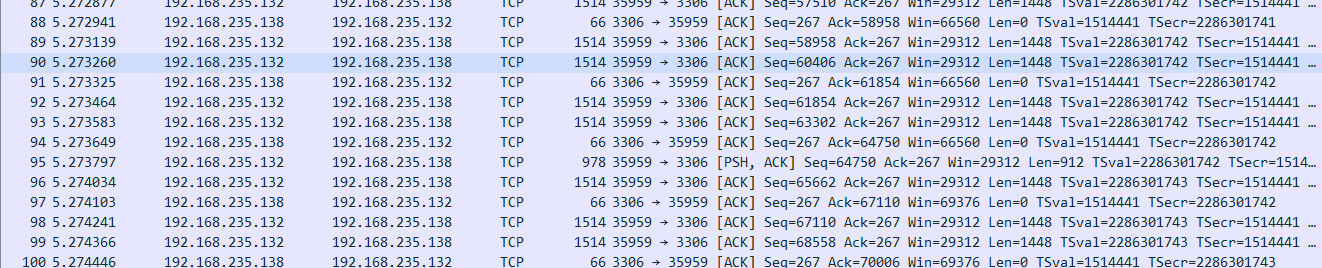 87 5.272877 192.168.235.132 192.168.235.138 TCP 1514 35959 → 3306 [ACK] Seq=57510 Ack=267 Win=29312 Len=1448 TSval=2286301742 TSecr=1514441 …
88 5.272941 192.168.235.138 192.168.235.132 TCP 66 3306 → 35959 [ACK] Seq=267 Ack=58958 Win=66560 Len=0 TSval=1514441 TSecr=2286301741
89 5.273139 192.168.235.132 192.168.235.138 TCP 1514 35959 → 3306 [ACK] Seq=58958 Ack=267 Win=29312 Len=1448 TSval=2286301742 TSecr=1514441 …
90 5.273260 192.168.235.132 192.168.235.138 TCP 1514 35959 → 3306 [ACK] Seq=60406 Ack=267 Win=29312 Len=1448 TSval=2286301742 TSecr=1514441 …
91 5.273325 192.168.235.138 192.168.235.132 TCP 66 3306 → 35959 [ACK] Seq=267 Ack=61854 Win=66560 Len=0 TSval=1514441 TSecr=2286301742
92 5.273464 192.168.235.132 192.168.235.138 TCP 1514 35959 → 3306 [ACK] Seq=61854 Ack=267 Win=29312 Len=1448 TSval=2286301742 TSecr=1514441 …
93 5.273583 192.168.235.132 192.168.235.138 TCP 1514 35959 → 3306 [ACK] Seq=63302 Ack=267 Win=29312 Len=1448 TSval=2286301742 TSecr=1514441 …
94 5.273649 192.168.235.138 192.168.235.132 TCP 66 3306 → 35959 [ACK] Seq=267 Ack=64750 Win=66560 Len=0 TSval=1514441 TSecr=2286301742
95 5.273797 192.168.235.132 192.168.235.138 TCP 978 35959 → 3306 [PSH, ACK] Seq=64750 Ack=267 Win=29312 Len=912 TSval=2286301742 TSecr=1514…
96 5.274034 192.168.235.132 192.168.235.138 TCP 1514 35959 → 3306 [ACK] Seq=65662 Ack=267 Win=29312 Len=1448 TSval=2286301743 TSecr=1514441 …
97 5.274103 192.168.235.138 192.168.235.132 TCP 66 3306 → 35959 [ACK] Seq=267 Ack=67110 Win=69376 Len=0 TSval=1514441 TSecr=2286301742
98 5.274241 192.168.235.132 192.168.235.138 TCP 1514 35959 → 3306 [ACK] Seq=67110 Ack=267 Win=29312 Len=1448 TSval=2286301743 TSecr=1514441 …
99 5.274366 192.168.235.132 192.168.235.138 TCP 1514 35959 → 3306 [ACK] Seq=68558 Ack=267 Win=29312 Len=1448 TSval=2286301743 TSecr=1514441 …
100 5.274446 192.168.235.138 192.168.235.132 TCP 66 3306 → 35959 [ACK] Seq=267 Ack=70006 Win=69376 Len=0 TSval=1514441 TSecr=2286301743